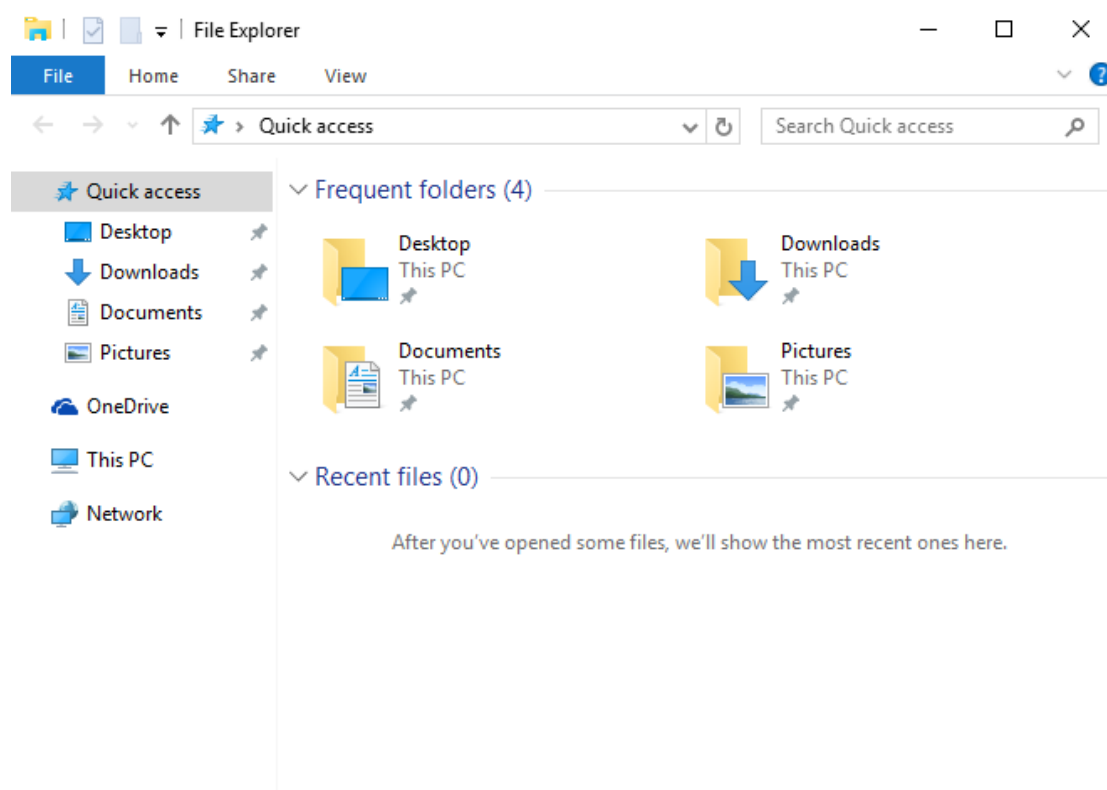 File Explorer
File Home Share View
Quick access
Search Quick access
Quick access
Desktop
Downloads
Documents
Pictures
OneDrive
This PC
Network
Frequent folders (4)
Desktop
This PC
Downloads
This PC
Documents
This PC
Pictures
This PC
Recent files (0)
After you've opened some files, we'll show the most recent ones here.